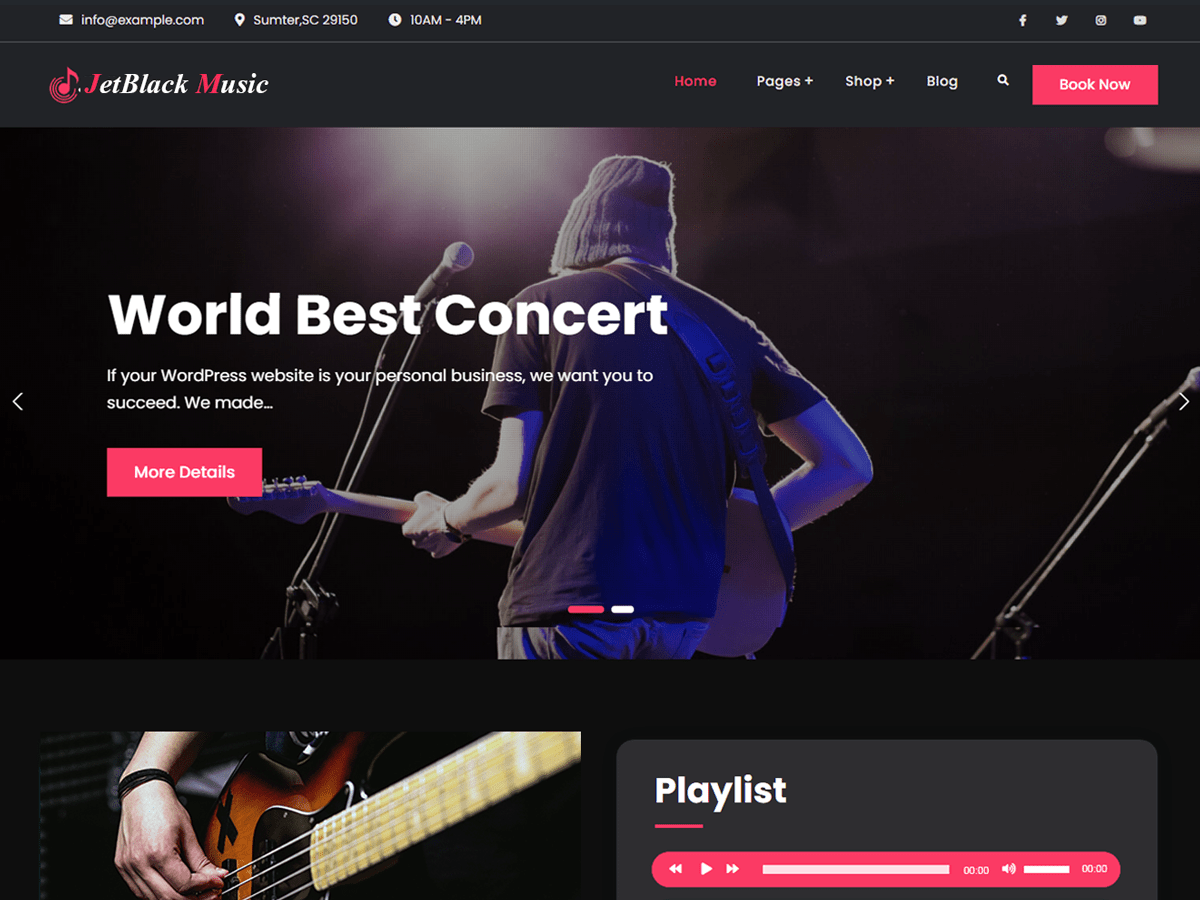 info@example.com
Sumter,SC 29150
10AM - 4PM
JetBlack Music
Home
Pages +
Shop +
Blog
Book Now
World Best Concert
If your WordPress website is your personal business, we want you to
succeed. We made...
More Details
Playlist
00:00
00:00